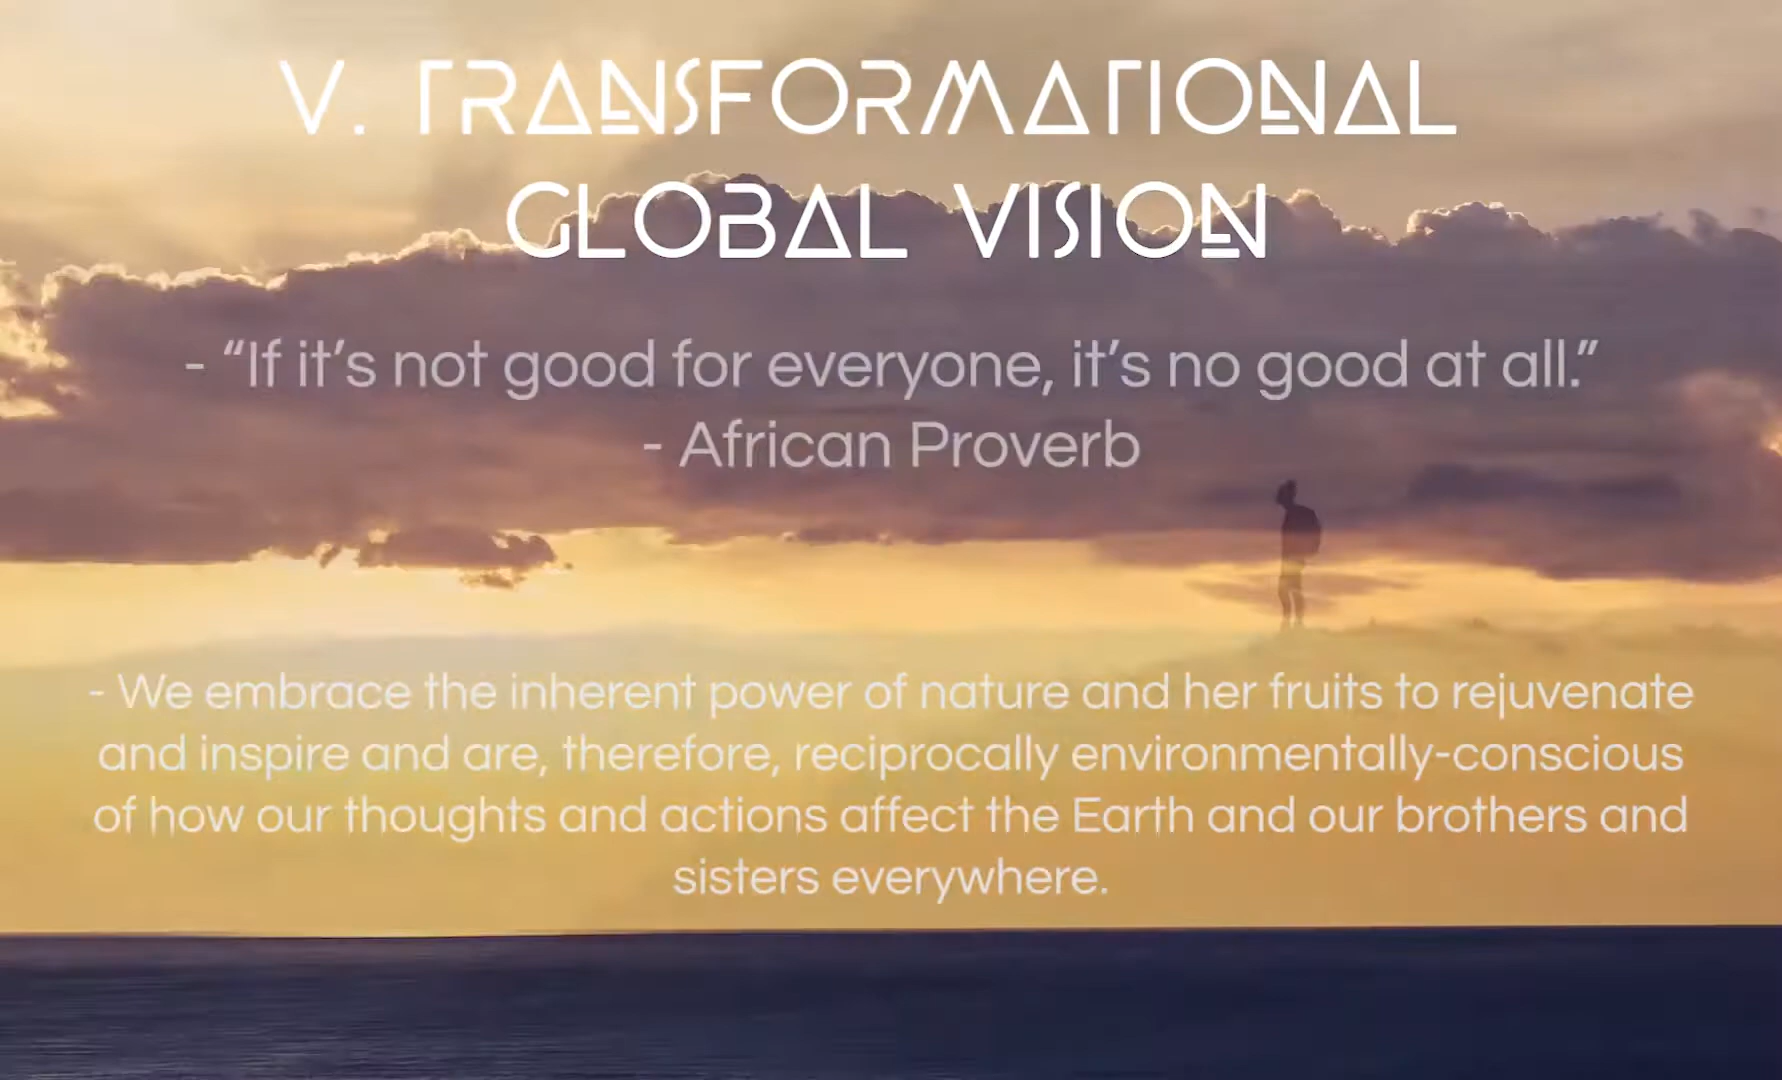 V. TRANSFORMATIONAL
GLOBAL VISION
- “If it’s not good for everyone, it’s no good at all.”
- African Proverb
- We embrace the inherent power of nature and her fruits to rejuvenate
and inspire and are, therefore, reciprocally environmentally-conscious
of how our thoughts and actions affect the Earth and our brothers and
sisters everywhere.